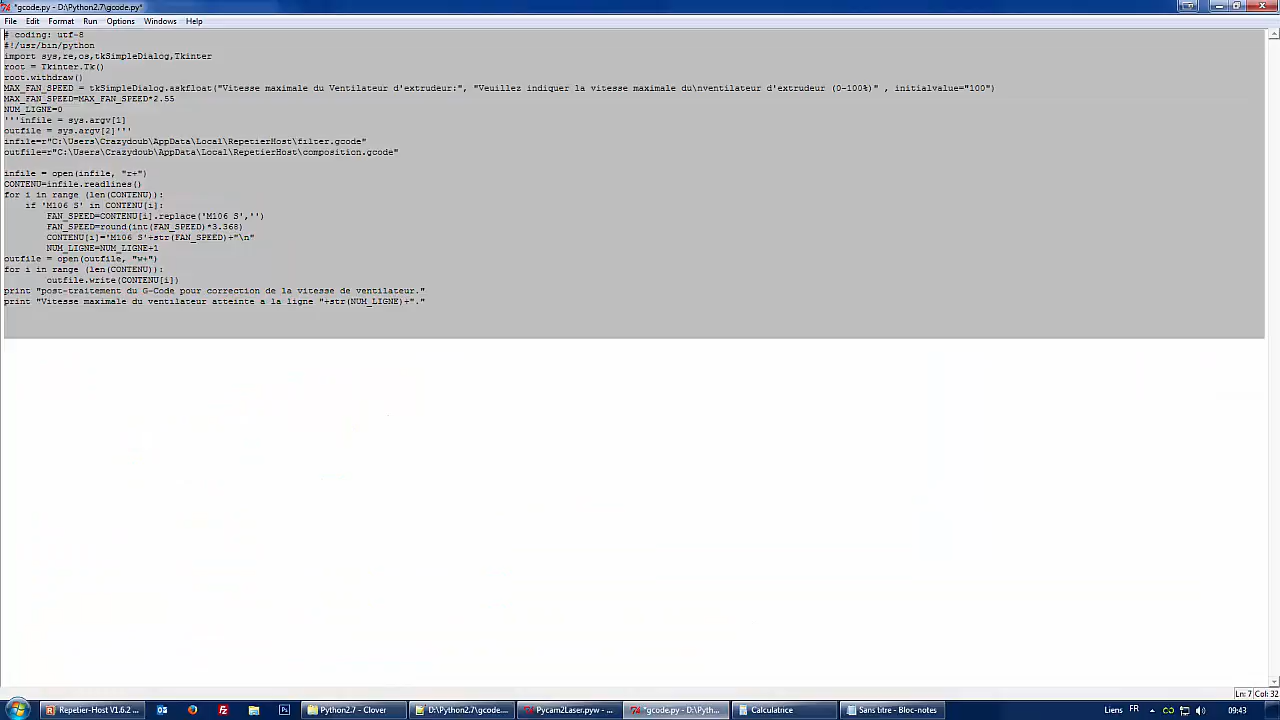 *gcode.py - D:\Python2.7\gcode.py*
File Edit Format Run Options Windows Help
# coding: utf-8
#!/usr/bin/python
import sys,re,os,tkSimpleDialog,Tkinter
root = Tkinter.Tk()
root.withdraw()
MAX_FAN_SPEED = tkSimpleDialog.askfloat("Vitesse maximale du Ventilateur d'extrudeur:", "Veuillez indiquer la vitesse maximale du\nventilateur d'extrudeur (0-100%)" , initialvalue="100")
MAX_FAN_SPEED=MAX_FAN_SPEED*2.55
NUM_LIGNE=0
'''infile = sys.argv[1]
outfile = sys.argv[2]'''
infile=r"C:\Users\Crazydoub\AppData\Local\RepetierHost\filter.gcode"
outfile=r"C:\Users\Crazydoub\AppData\Local\RepetierHost\composition.gcode"
infile = open(infile, "r+")
CONTENU=infile.readlines()
for i in range (len(CONTENU)):
    if 'M106 S' in CONTENU[i]:
        FAN_SPEED=CONTENU[i].replace('M106 S','')
        FAN_SPEED=round(int(FAN_SPEED)*3.368)
        CONTENU[i]='M106 S'+str(FAN_SPEED)+"\n"
        NUM_LIGNE=NUM_LIGNE+1
outfile = open(outfile, "w+")
for i in range (len(CONTENU)):
        outfile.write(CONTENU[i])
print "post-traitement du G-Code pour correction de la vitesse de ventilateur."
print "Vitesse maximale du ventilateur atteinte a la ligne "+str(NUM_LIGNE)+"."
Ln: 7 Col: 32
Repetier-Host V1.6.2 ... Python2.7 - Clover D:\Python2.7\gcode.... Pycam2Laser.pyw - ... *gcode.py - D:\Pyth... Calculatrice Sans titre - Bloc-notes Liens FR 09:43